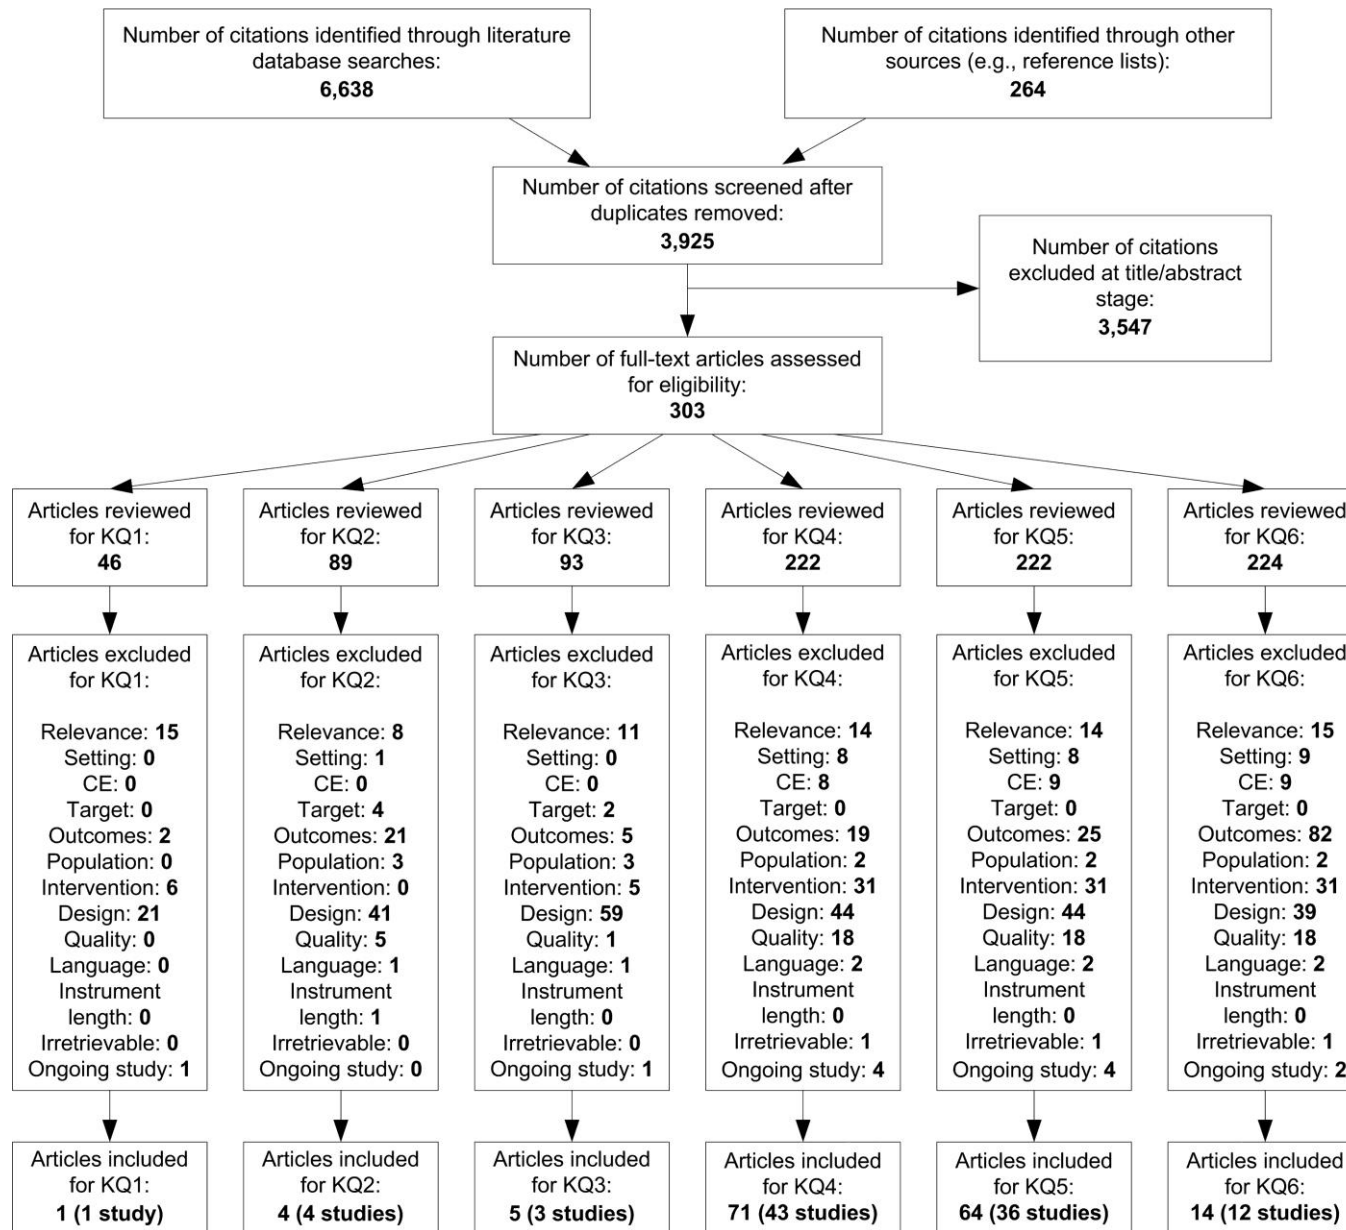 Number of citations identified through literature
database searches:
6,638
Number of citations identified through other
sources (e.g., reference lists):
264
Number of citations screened after
duplicates removed:
3,925
Number of citations
excluded at title/abstract
stage:
3,547
Number of full-text articles assessed
for eligibility:
303
Articles reviewed
for KQ1:
46
Articles reviewed
for KQ2:
89
Articles reviewed
for KQ3:
93
Articles reviewed
for KQ4:
222
Articles reviewed
for KQ5:
222
Articles reviewed
for KQ6:
224
Articles excluded
for KQ1:
Relevance: 15
Setting: 0
CE: 0
Target: 0
Outcomes: 2
Population: 0
Intervention: 6
Design: 21
Quality: 0
Language: 0
Instrument
length: 0
Irretrievable: 0
Ongoing study: 1
Articles excluded
for KQ2:
Relevance: 8
Setting: 1
CE: 0
Target: 4
Outcomes: 21
Population: 3
Intervention: 0
Design: 41
Quality: 5
Language: 1
Instrument
length: 1
Irretrievable: 0
Ongoing study: 0
Articles excluded
for KQ3:
Relevance: 11
Setting: 0
CE: 0
Target: 2
Outcomes: 5
Population: 3
Intervention: 5
Design: 59
Quality: 1
Language: 1
Instrument
length: 0
Irretrievable: 0
Ongoing study: 1
Articles excluded
for KQ4:
Relevance: 14
Setting: 8
CE: 8
Target: 0
Outcomes: 19
Population: 2
Intervention: 31
Design: 44
Quality: 18
Language: 2
Instrument
length: 0
Irretrievable: 1
Ongoing study: 4
Articles excluded
for KQ5:
Relevance: 14
Setting: 8
CE: 9
Target: 0
Outcomes: 25
Population: 2
Intervention: 31
Design: 44
Quality: 18
Language: 2
Instrument
length: 0
Irretrievable: 1
Ongoing study: 4
Articles excluded
for KQ6:
Relevance: 15
Setting: 9
CE: 9
Target: 0
Outcomes: 82
Population: 2
Intervention: 31
Design: 39
Quality: 18
Language: 2
Instrument
length: 0
Irretrievable: 1
Ongoing study: 2
Articles included
for KQ1:
1 (1 study)
Articles included
for KQ2:
4 (4 studies)
Articles included
for KQ3:
5 (3 studies)
Articles included
for KQ4:
71 (43 studies)
Articles included
for KQ5:
64 (36 studies)
Articles included
for KQ6:
14 (12 studies)